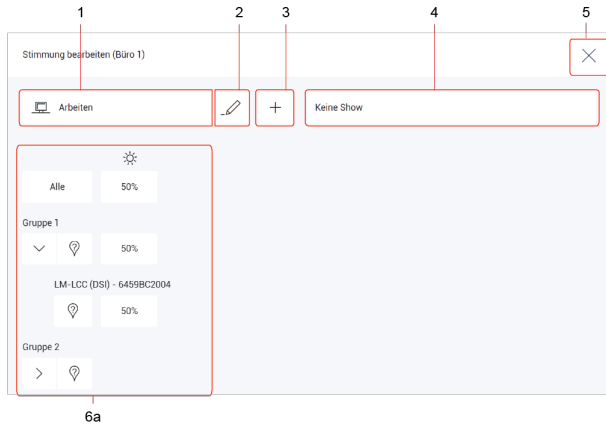 1 2 3 4 5
Stimmung bearbeiten (Büro 1)
Arbeiten
Keine Show
Alle 50%
Gruppe 1
50%
LM-LCC (DSI) - 6459BC2004
50%
Gruppe 2
6a